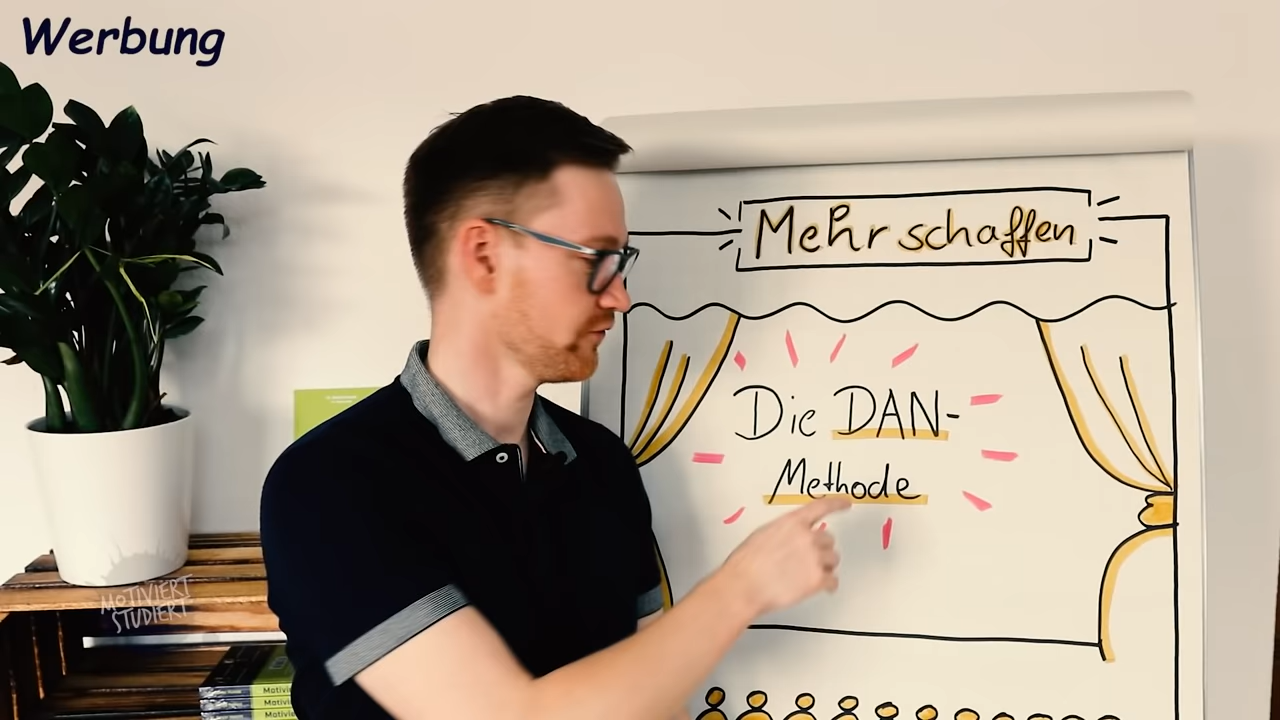 Werbung
Mehr schaffen
Die DAN-
Methode
MOTIVIERT
STUDIERT